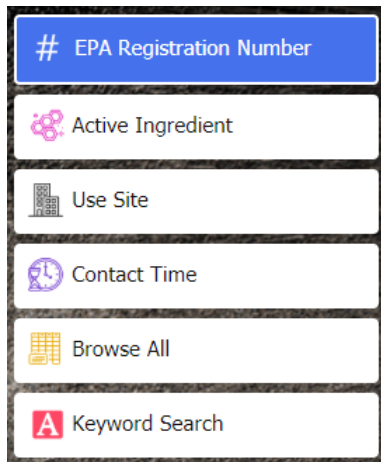 # EPA Registration Number
Active Ingredient
Use Site
Contact Time
Browse All
A Keyword Search